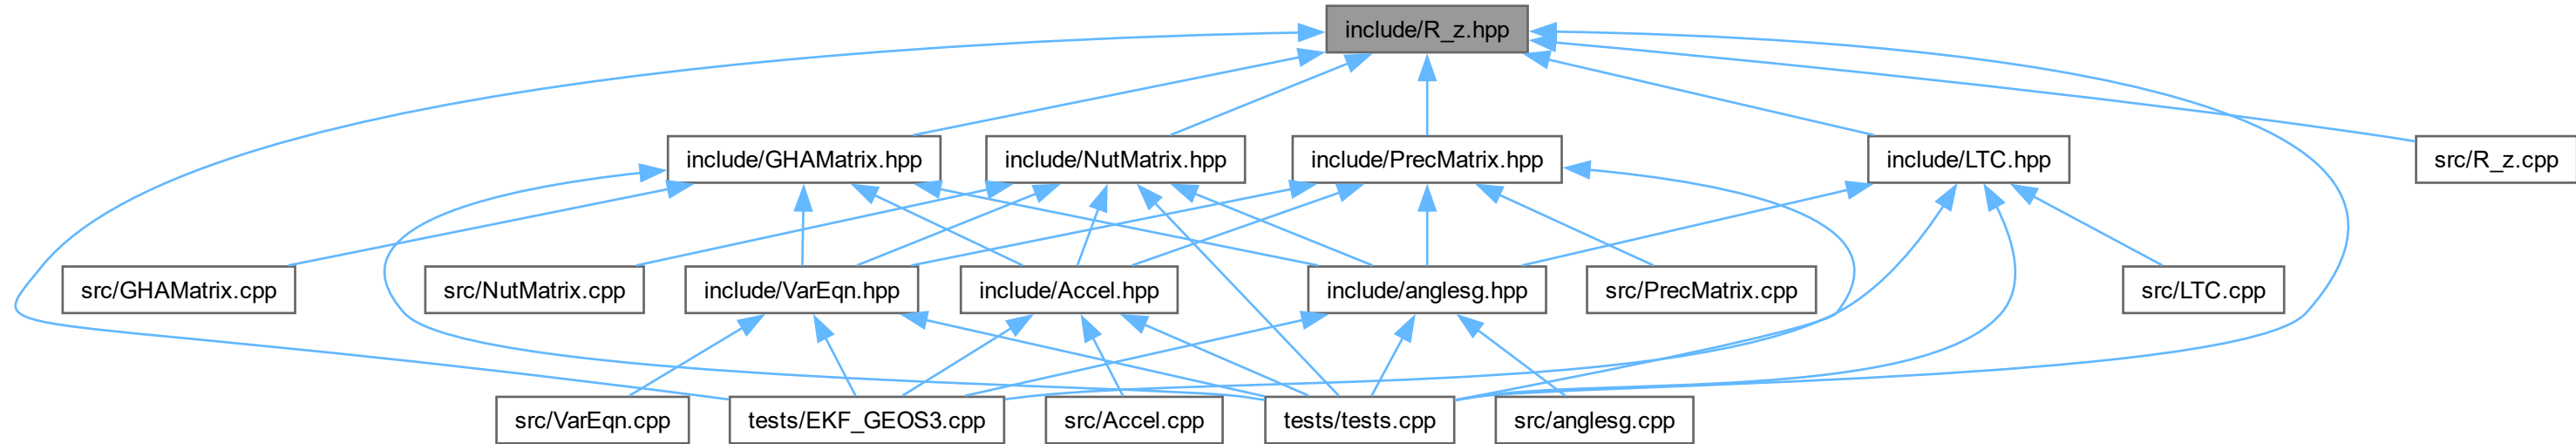 include/R_z.hpp
include/GHAMatrix.hpp
include/NutMatrix.hpp
include/PrecMatrix.hpp
include/LTC.hpp
src/R_z.cpp
src/GHAMatrix.cpp
src/NutMatrix.cpp
include/VarEqn.hpp
include/Accel.hpp
include/anglesg.hpp
src/PrecMatrix.cpp
src/LTC.cpp
src/VarEqn.cpp
tests/EKF_GEOS3.cpp
src/Accel.cpp
tests/tests.cpp
src/anglesg.cpp